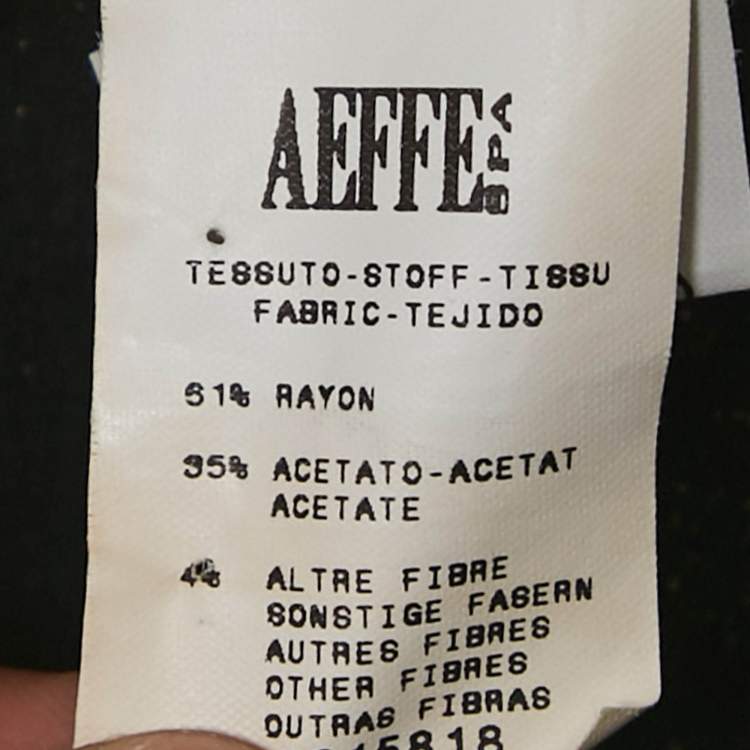 AEFFE SPA
TESSUTO-STOFF-TISSU
FABRIC-TEJIDO
61% RAYON
35% ACETATO-ACETAT
ACETATE
4% ALTRE FIBRE
SONSTIGE FASERN
AUTRES FIBRES
OTHER FIBRES
OUTRAS FIBRAS